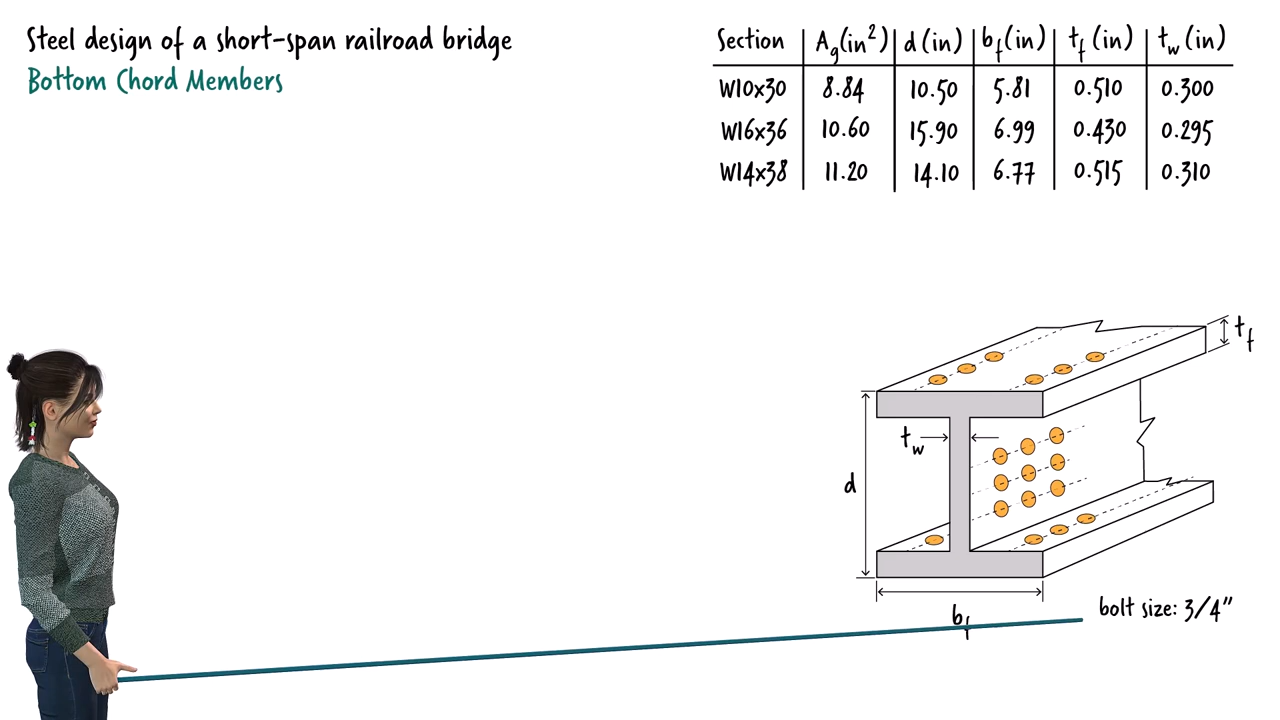 Steel design of a short-span railroad bridge
Bottom Chord Members
Section Ag(in²) d(in) bf(in) tf(in) tw(in)
W10x30 8.84 10.50 5.81 0.510 0.300
W16x36 10.60 15.90 6.99 0.430 0.295
W14x38 11.20 14.10 6.77 0.515 0.310
tf
tw
d
bf
bolt size: 3/4"